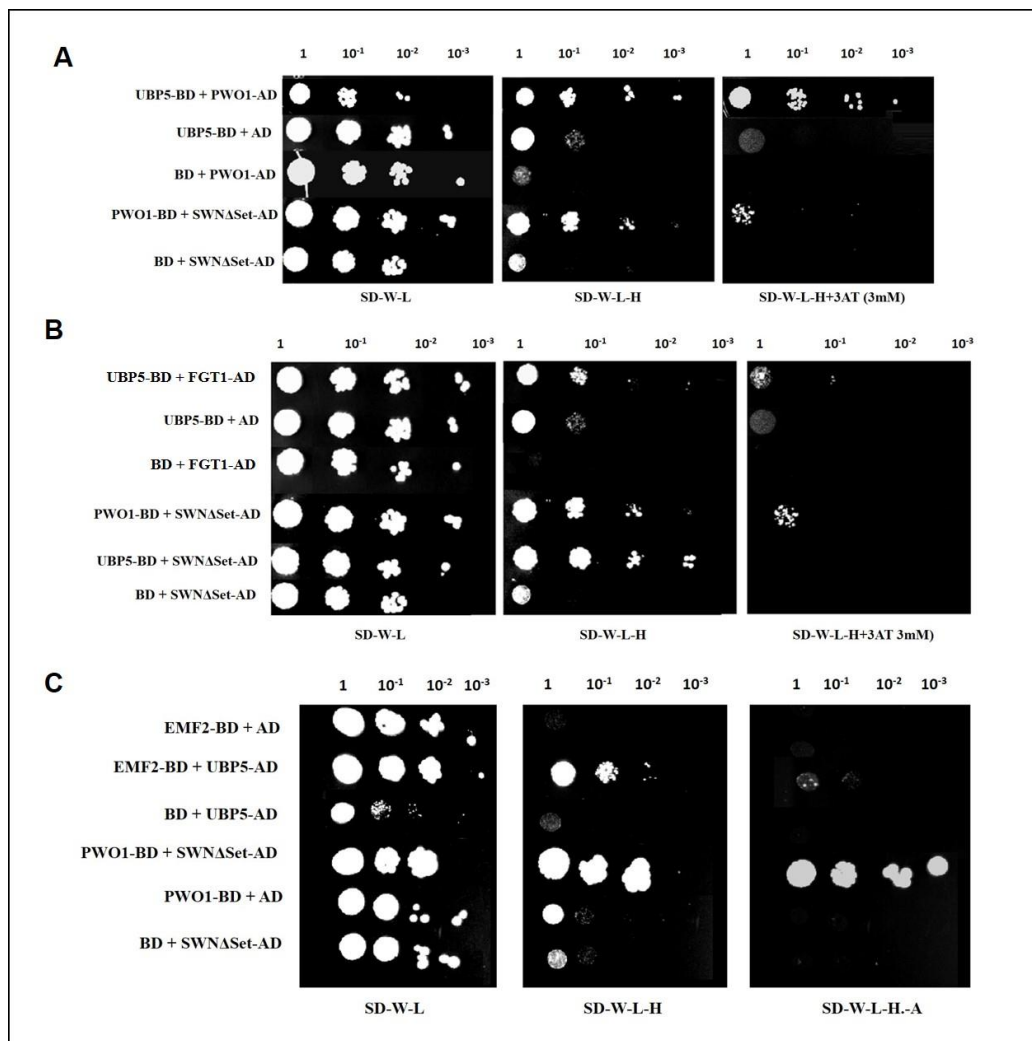 A
1 10-1 10-2 10-3 1 10-1 10-2 10-3 1 10-1 10-2 10-3
UBP5-BD + PWO1-AD
UBP5-BD + AD
BD + PWO1-AD
PWO1-BD + SWNΔSet-AD
BD + SWNΔSet-AD
SD-W-L SD-W-L-H SD-W-L-H+3AT (3mM)
B
1 10-1 10-2 10-3 1 10-1 10-2 10-3 1 10-1 10-2 10-3
UBP5-BD + FGT1-AD
UBP5-BD + AD
BD + FGT1-AD
PWO1-BD + SWNΔSet-AD
UBP5-BD + SWNΔSet-AD
BD + SWNΔSet-AD
SD-W-L SD-W-L-H SD-W-L-H+3AT 3mM)
C
1 10-1 10-2 10-3 1 10-1 10-2 10-3 1 10-1 10-2 10-3
EMF2-BD + AD
EMF2-BD + UBP5-AD
BD + UBP5-AD
PWO1-BD + SWNΔSet-AD
PWO1-BD + AD
BD + SWNΔSet-AD
SD-W-L SD-W-L-H SD-W-L-H.-A